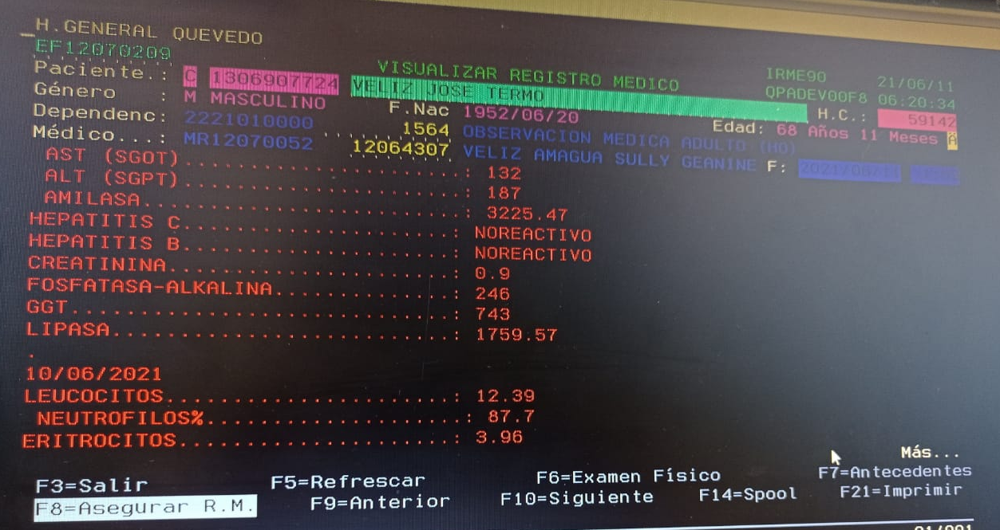 H.GENERAL QUEVEDO
EF12070209
VISUALIZAR REGISTRO MEDICO IRME90 21/06/11
QPADEV00F8 06:20:34
Paciente.: C 1306907724 VELIZ JOSE TERMO H.C.: 59142
Género : M MASCULINO F.Nac 1952/06/20 Edad: 68 Años 11 Meses A
Dependenc: 2221010000 1564 OBSERVACION MEDICA ADULTO (HO)
Médico...: MR12070052 12064307 VELIZ AMAGUA SULLY GEANINE F: 2021/06/11
AST (SGOT)........................: 132
ALT (SGPT)........................: 187
AMILASA...........................: 3225.47
HEPATITIS C.......................: NOREACTIVO
HEPATITIS B.......................: NOREACTIVO
CREATININA........................: 0.9
FOSFATASA-ALKALINA................: 246
GGT...............................: 743
LIPASA............................: 1759.57
.
10/06/2021
LEUCOCITOS........................: 12.39
NEUTROFILOS%......................: 87.7
ERITROCITOS.......................: 3.96
Más...
F3=Salir F5=Refrescar F6=Examen Físico F7=Antecedentes
F8=Asegurar R.M. F9=Anterior F10=Siguiente F14=Spool F21=Imprimir